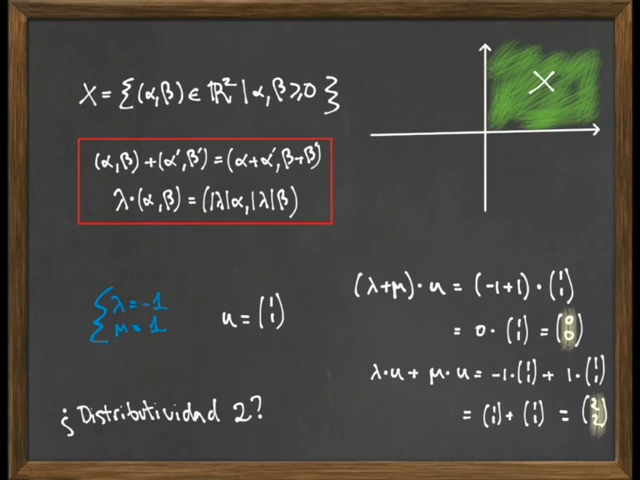 X = {(α,β) ∈ ℝ² | α,β ⩾ 0}
X
(α,β)+(α',β')=(α+α',β+β')
λ·(α,β)=(|λ|α,|λ|β)
{ λ = -1
μ = 1
u = (1 1)
(λ+μ)·u = (-1+1)·(1 1)
= 0·(1 1) = (0 0)
λ·u + μ·u = -1·(1 1) + 1·(1 1)
= (1 1) + (1 1) = (2 2)
¿Distributividad 2?